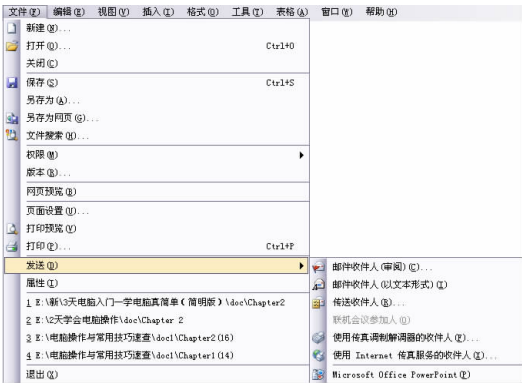 文件(F) 编辑(E) 视图(V) 插入(I) 格式(O) 工具(T) 表格(A) 窗口(W) 帮助(H)
新建(N)...
打开(O)... Ctrl+O
关闭(C)
保存(S) Ctrl+S
另存为(A)...
另存为网页(G)...
文件搜索(H)...
权限(M)
版本(R)...
网页预览(B)
页面设置(U)...
打印预览(V)
打印(P)... Ctrl+P
发送(D)
属性(I)
1 E:\新\3天电脑入门一学电脑真简单(简明版)\doc\Chapter2
2 E:\2天学会电脑操作\doc\Chapter 2
3 E:\电脑操作与常用技巧速查\doc1\Chapter2(16)
4 E:\电脑操作与常用技巧速查\doc1\Chapter1(14)
退出(X)
邮件收件人(审阅)(C)...
邮件收件人(以文本形式)(I)
传送收件人(R)...
联机会议参加人(O)
使用传真调制解调器的收件人(F)...
使用 Internet 传真服务的收件人(X)...
Microsoft Office PowerPoint(P)